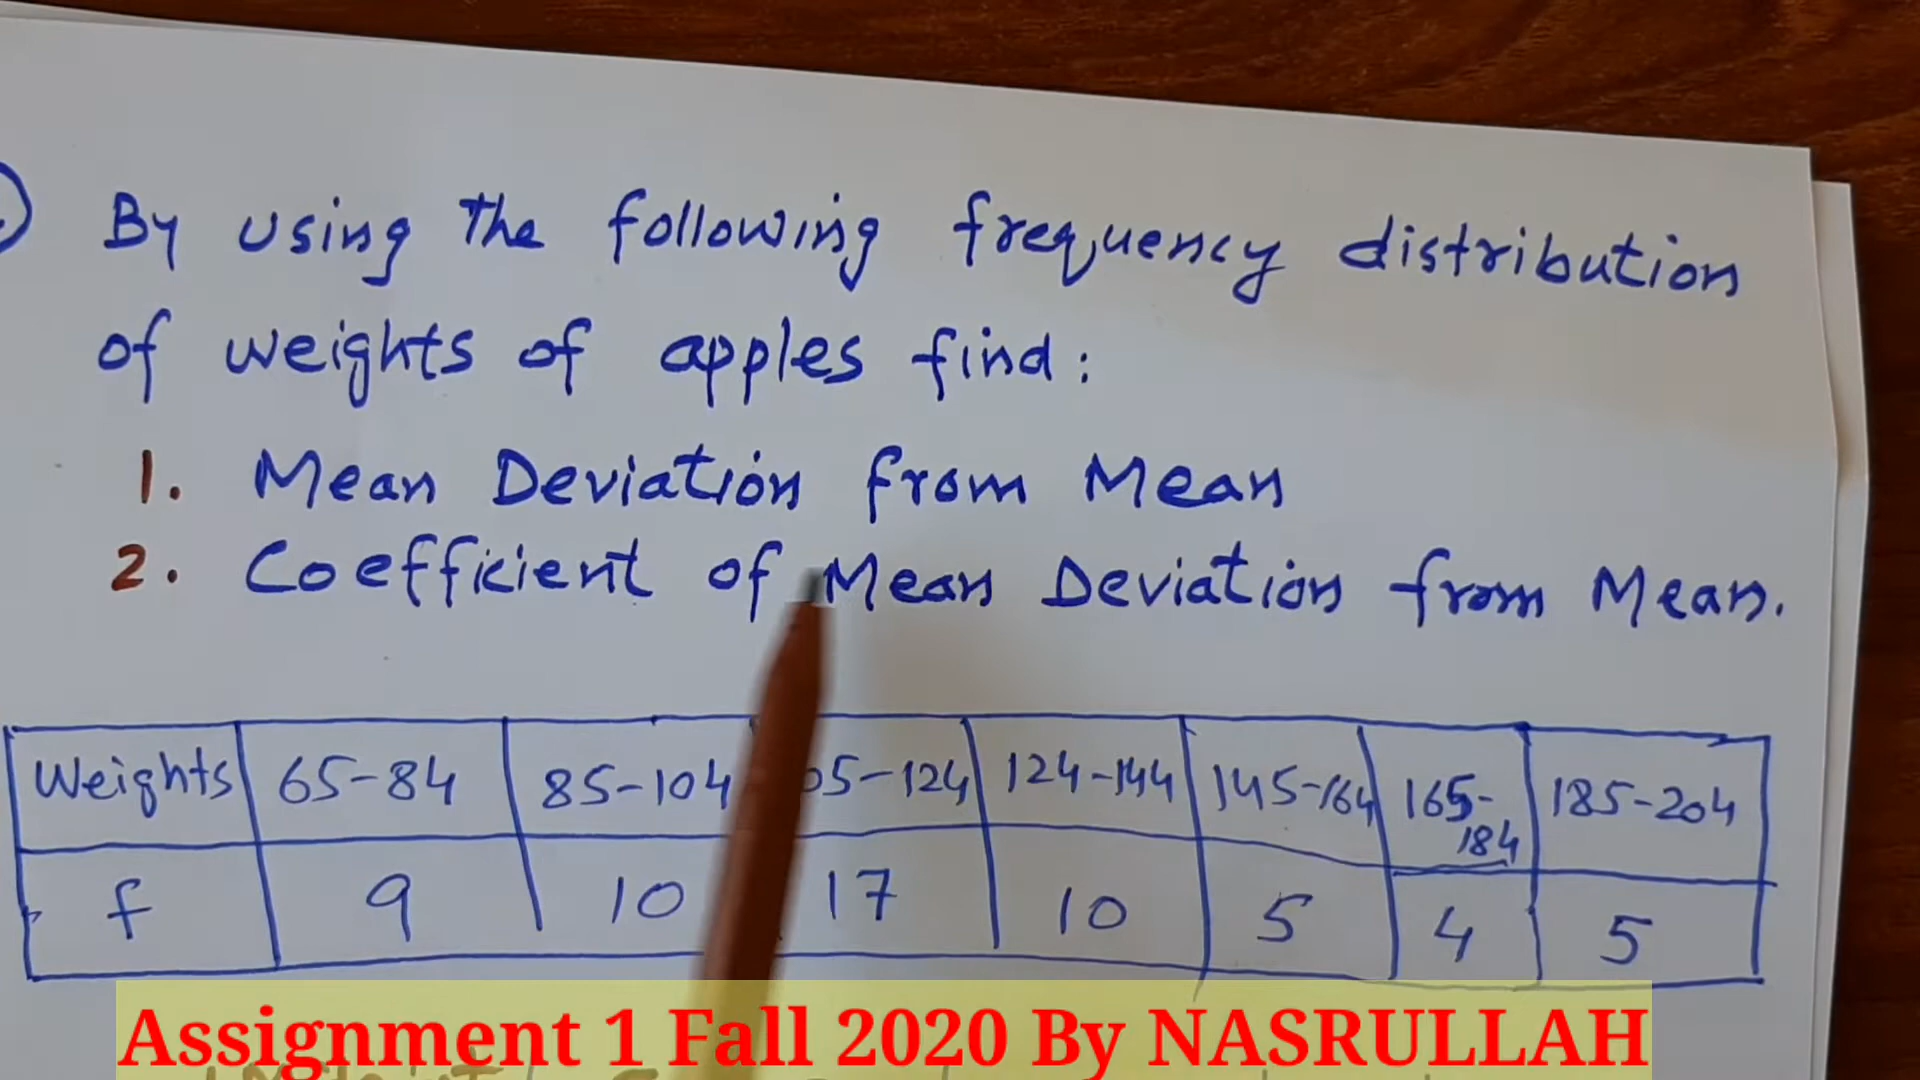 By using the following frequency distribution
of weights of apples find:
1. Mean Deviation from Mean
2. Coefficient of Mean Deviation from Mean.
Weights 65-84 85-104 05-124 124-144 145-164 165-184 185-204
f 9 10 17 10 5 4 5
Assignment 1 Fall 2020 By NASRULLAH